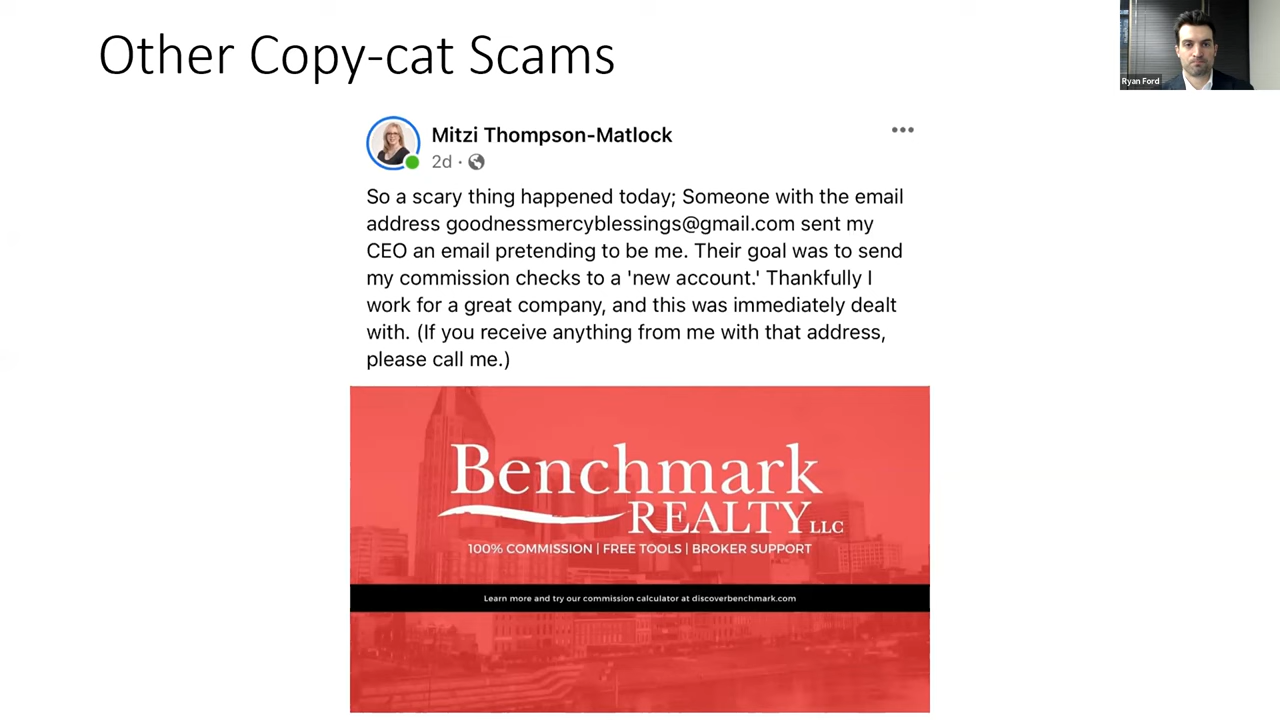 Other Copy-cat Scams
Ryan Ford
Mitzi Thompson-Matlock
2d ·
So a scary thing happened today; Someone with the email
address goodnessmercyblessings@gmail.com sent my
CEO an email pretending to be me. Their goal was to send
my commission checks to a 'new account.' Thankfully I
work for a great company, and this was immediately dealt
with. (If you receive anything from me with that address,
please call me.)
Benchmark
REALTY LLC
100% COMMISSION | FREE TOOLS | BROKER SUPPORT
Learn more and try our commission calculator at discoverbenchmark.com